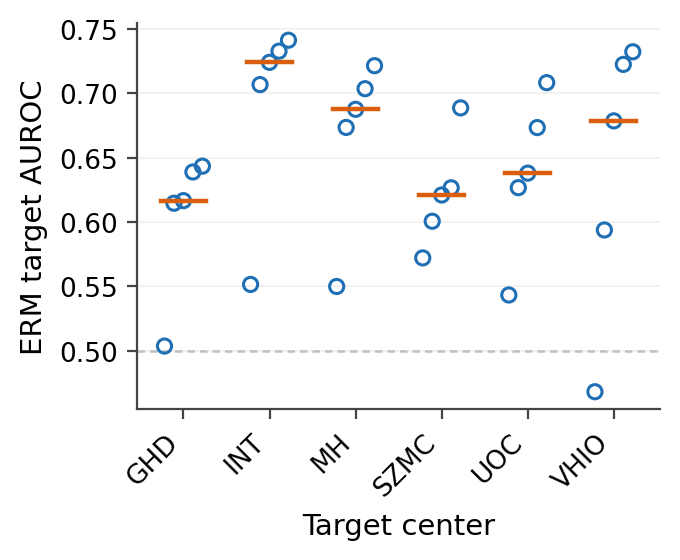 ERM target AUROC
0.75
0.70
0.65
0.60
0.55
0.50
GHD
INT
MH
SZMC
UOC
VHIO
Target center